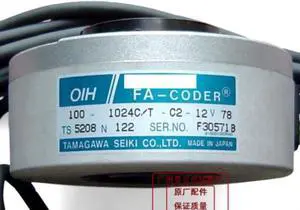 OIH FA-CODER®
100 - 1024C/T - C2 - 12V 78
TS 5208 N 122 SER.NO. F30571B
TAMAGAWA SEIKI CO.,LTD. MADE IN JAPAN
原厂配件
保证质量